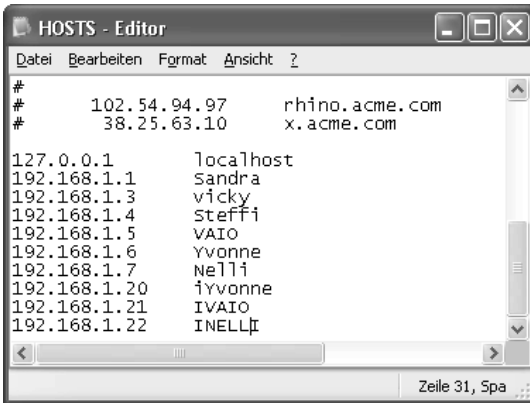 HOSTS - Editor
Datei Bearbeiten Format Ansicht ?
#
# 102.54.94.97 rhino.acme.com
# 38.25.63.10 x.acme.com
127.0.0.1 localhost
192.168.1.1 Sandra
192.168.1.3 vicky
192.168.1.4 Steffi
192.168.1.5 VAIO
192.168.1.6 Yvonne
192.168.1.7 Nelli
192.168.1.20 iYvonne
192.168.1.21 IVAIO
192.168.1.22 INELLI
Zeile 31, Spa